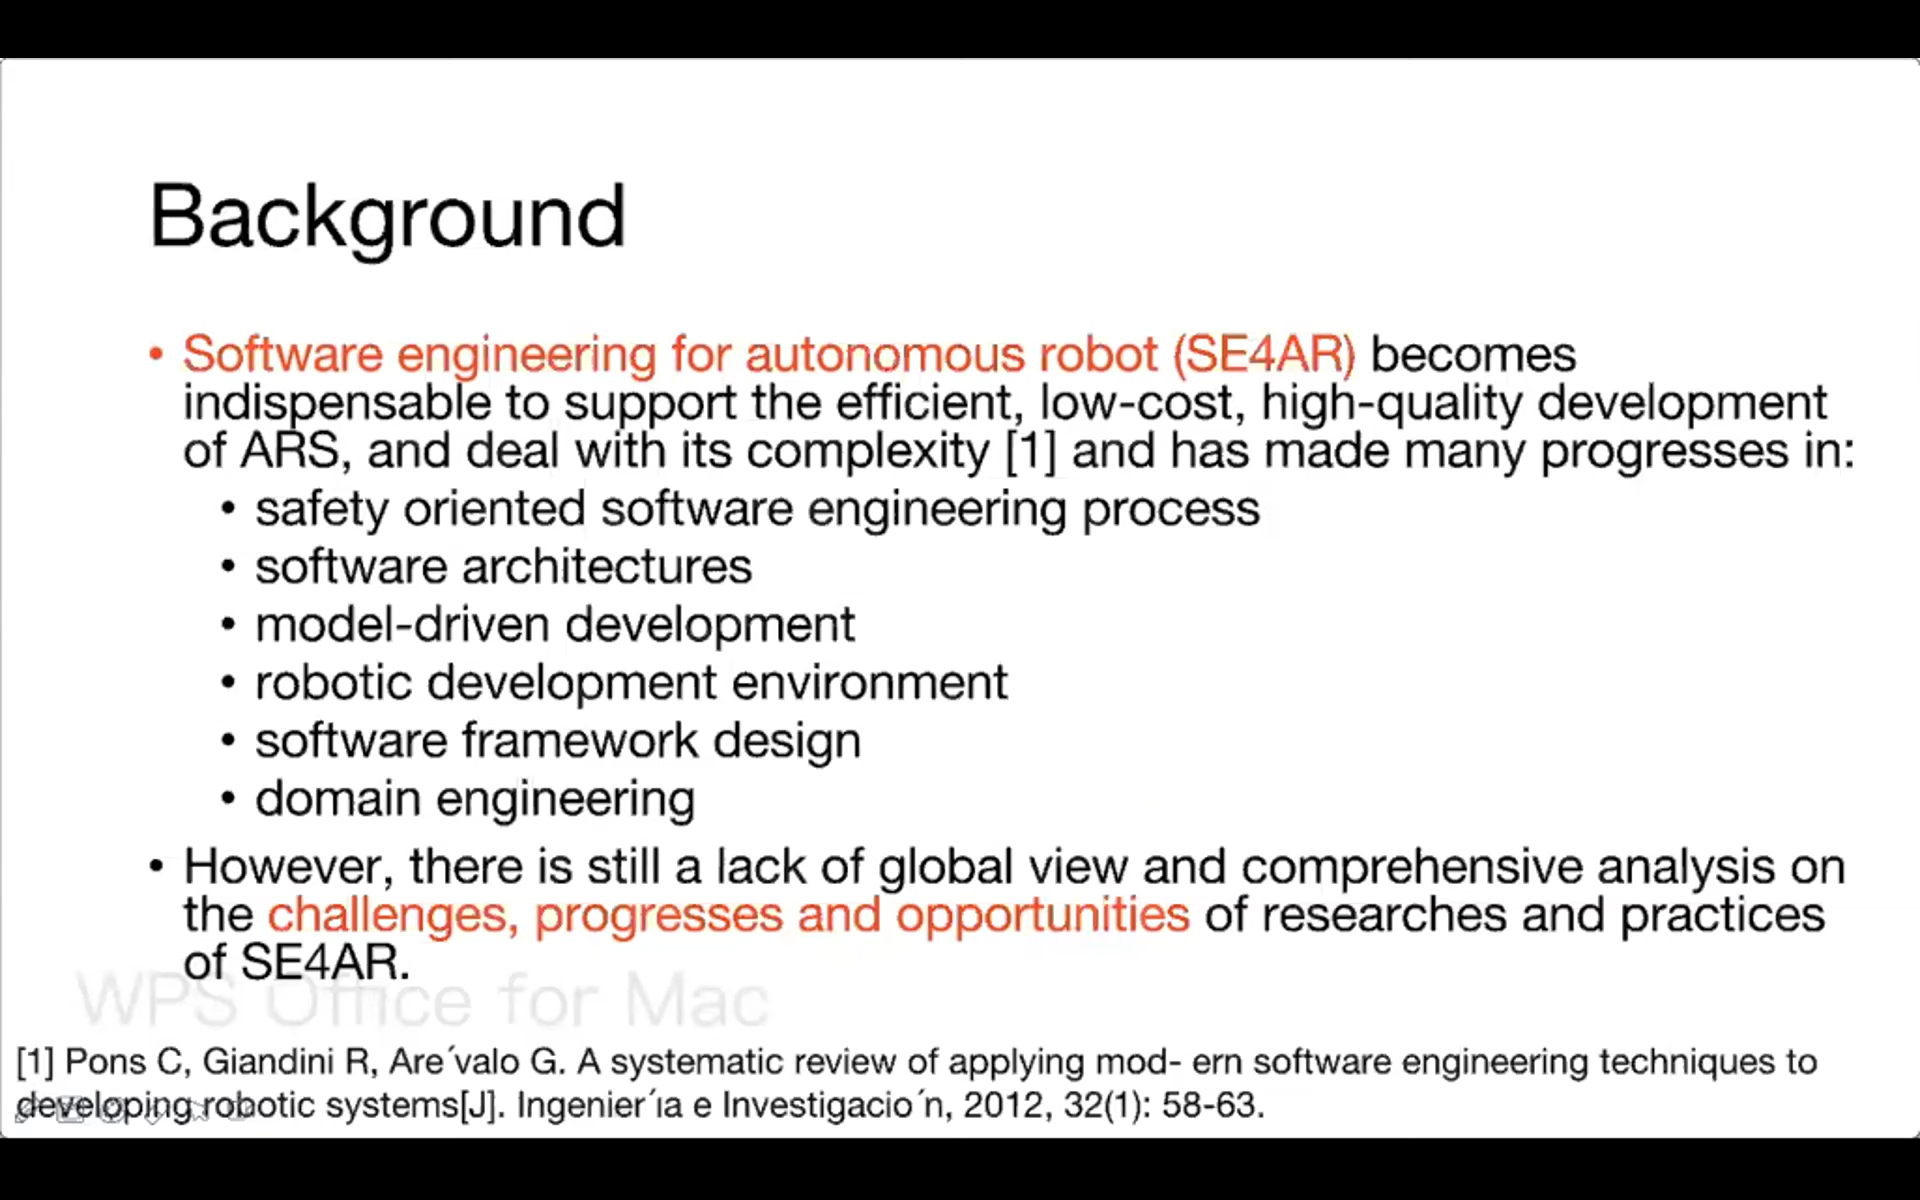 Background
• Software engineering for autonomous robot (SE4AR) becomes
indispensable to support the efficient, low-cost, high-quality development
of ARS, and deal with its complexity [1] and has made many progresses in:
• safety oriented software engineering process
• software architectures
• model-driven development
• robotic development environment
• software framework design
• domain engineering
• However, there is still a lack of global view and comprehensive analysis on
the challenges, progresses and opportunities of researches and practices
of SE4AR.
WPS Office for Mac
[1] Pons C, Giandini R, Are´valo G. A systematic review of applying mod- ern software engineering techniques to
developing robotic systems[J]. Ingenier´ıa e Investigacio´n, 2012, 32(1): 58-63.